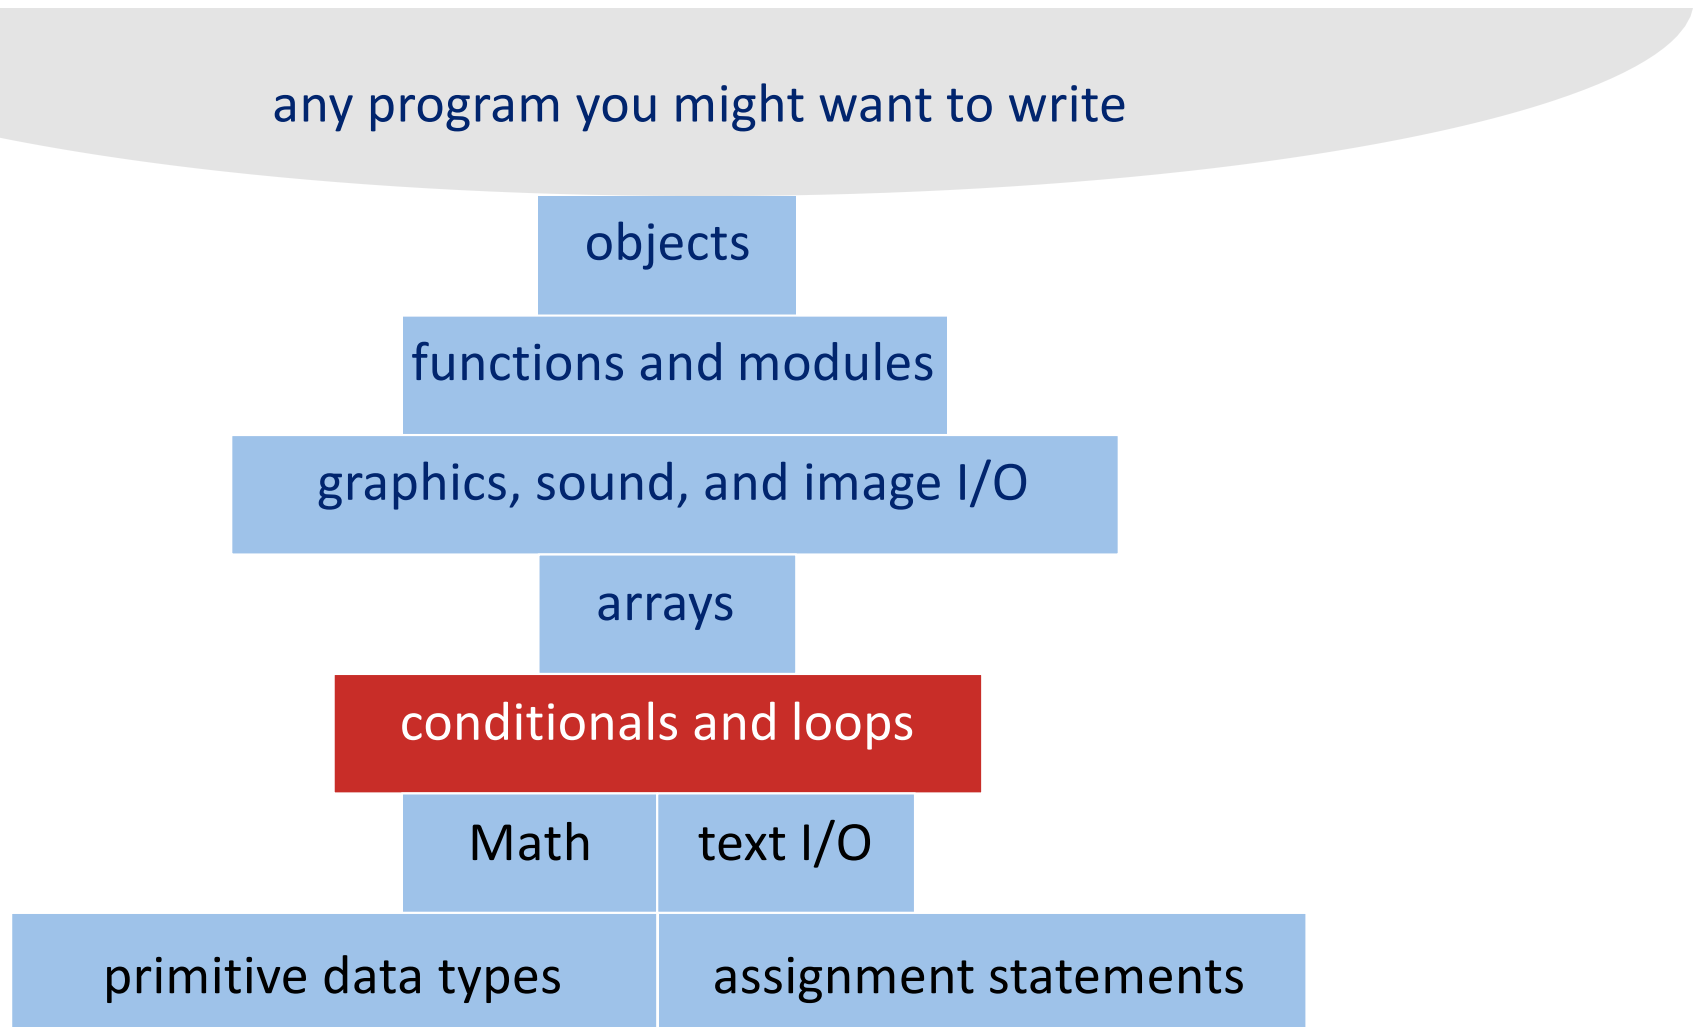 any program you might want to write
objects
functions and modules
graphics, sound, and image I/O
arrays
conditionals and loops
Math text I/O
primitive data types assignment statements